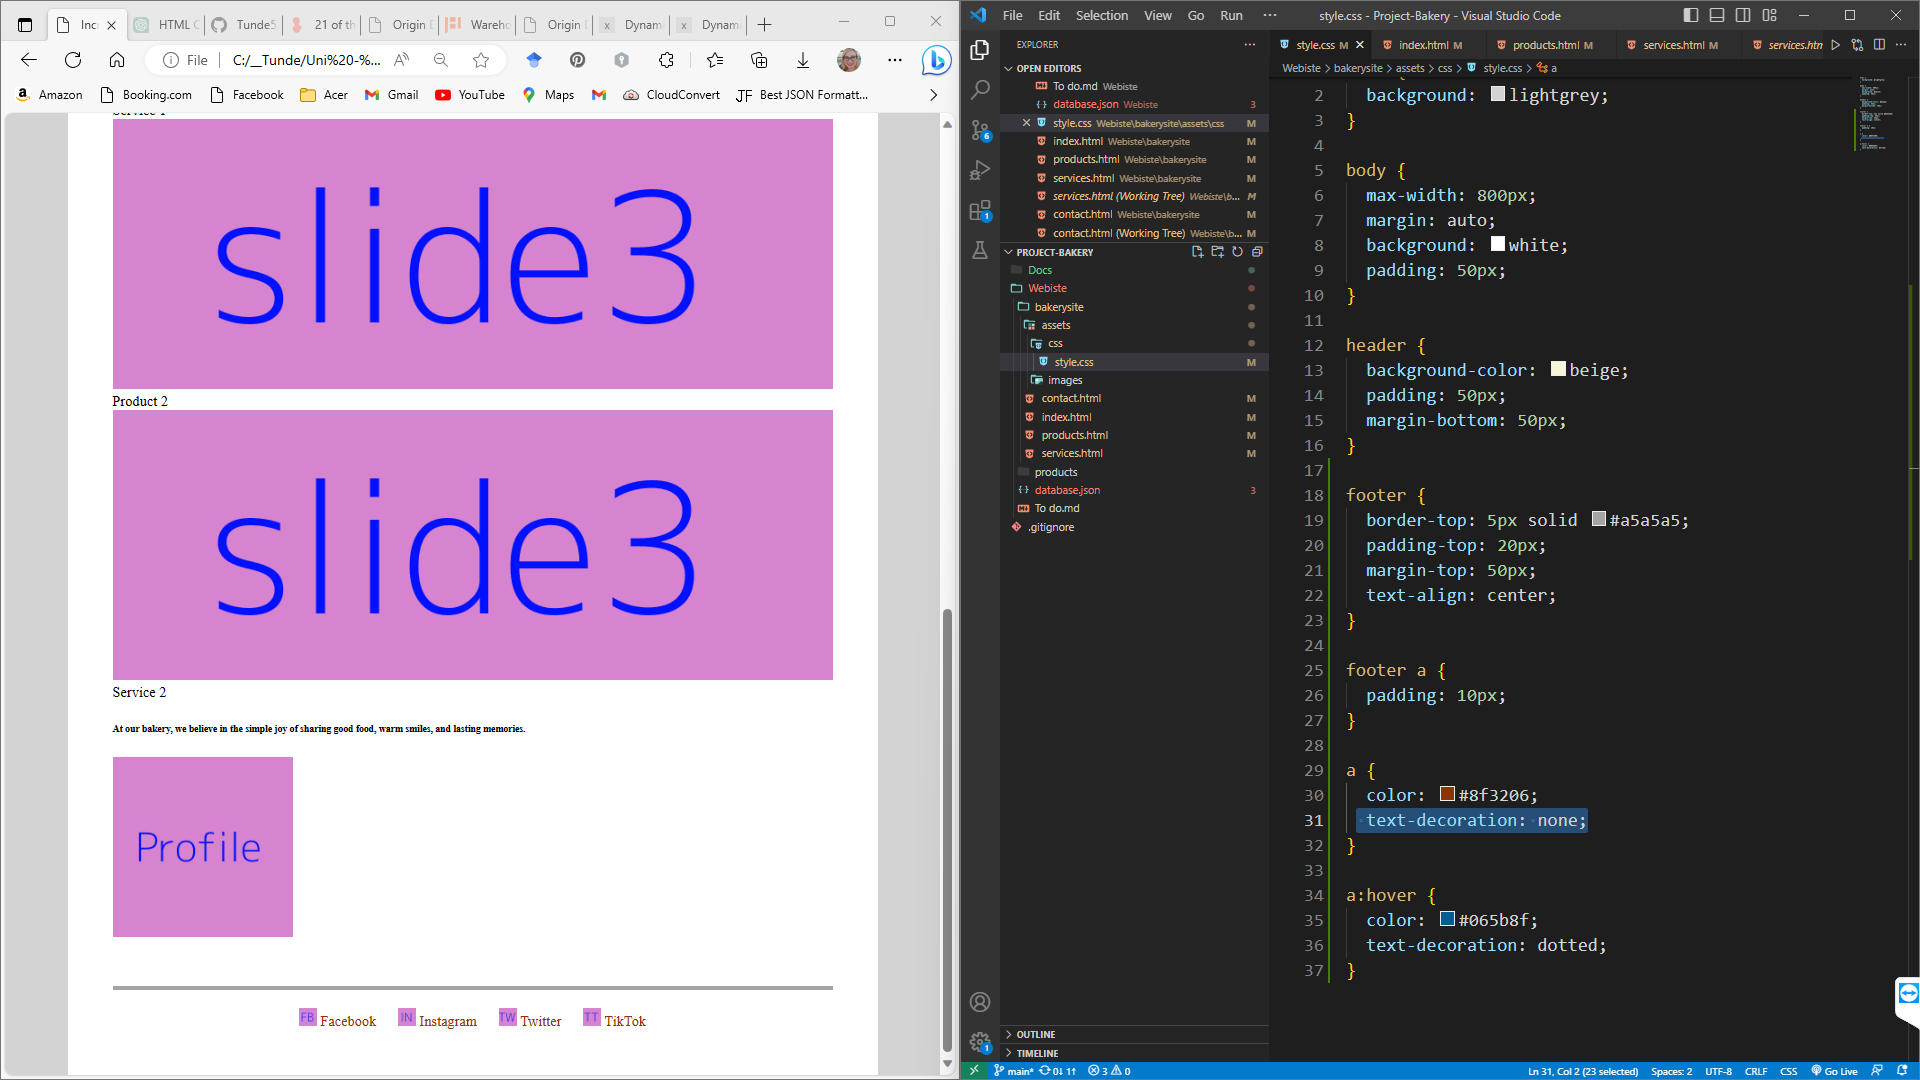 Inc
HTML C
Tunde5
21 of th
Origin E
Wareho
Origin D
Dynami
Dynami
File
C:/__Tunde/Uni%20-%...
Amazon
Booking.com
Facebook
Acer
Gmail
YouTube
Maps
CloudConvert
JF Best JSON Formatt...
Service 1
slide3
Product 2
slide3
Service 2
At our bakery, we believe in the simple joy of sharing good food, warm smiles, and lasting memories.
Profile
FB Facebook
IN Instagram
TW Twitter
TT TikTok
File Edit Selection View Go Run ···
style.css - Project-Bakery - Visual Studio Code
EXPLORER
OPEN EDITORS
To do.md Webiste
database.json Webiste 3
style.css Webiste\bakerysite\assets\css M
index.html Webiste\bakerysite M
products.html Webiste\bakerysite M
services.html Webiste\bakerysite M
services.html (Working Tree) Webiste\b... M
contact.html Webiste\bakerysite M
contact.html (Working Tree) Webiste\b... M
PROJECT-BAKERY
Docs
Webiste
bakerysite
assets
css
style.css M
images
contact.html M
index.html M
products.html M
services.html M
products
database.json 3
To do.md
.gitignore
OUTLINE
TIMELINE
6
1
1
style.css M
index.html M
products.html M
services.html M
services.htm
Webiste > bakerysite > assets > css > style.css > a
2 background: lightgrey;
3 }
4
5 body {
6 max-width: 800px;
7 margin: auto;
8 background: white;
9 padding: 50px;
10 }
11
12 header {
13 background-color: beige;
14 padding: 50px;
15 margin-bottom: 50px;
16 }
17
18 footer {
19 border-top: 5px solid #a5a5a5;
20 padding-top: 20px;
21 margin-top: 50px;
22 text-align: center;
23 }
24
25 footer a {
26 padding: 10px;
27 }
28
29 a {
30 color: #8f3206;
31 text-decoration: none;
32 }
33
34 a:hover {
35 color: #065b8f;
36 text-decoration: dotted;
37 }
main* 0↓ 1↑ 3 0
Ln 31, Col 2 (23 selected) Spaces: 2 UTF-8 CRLF CSS Go Live